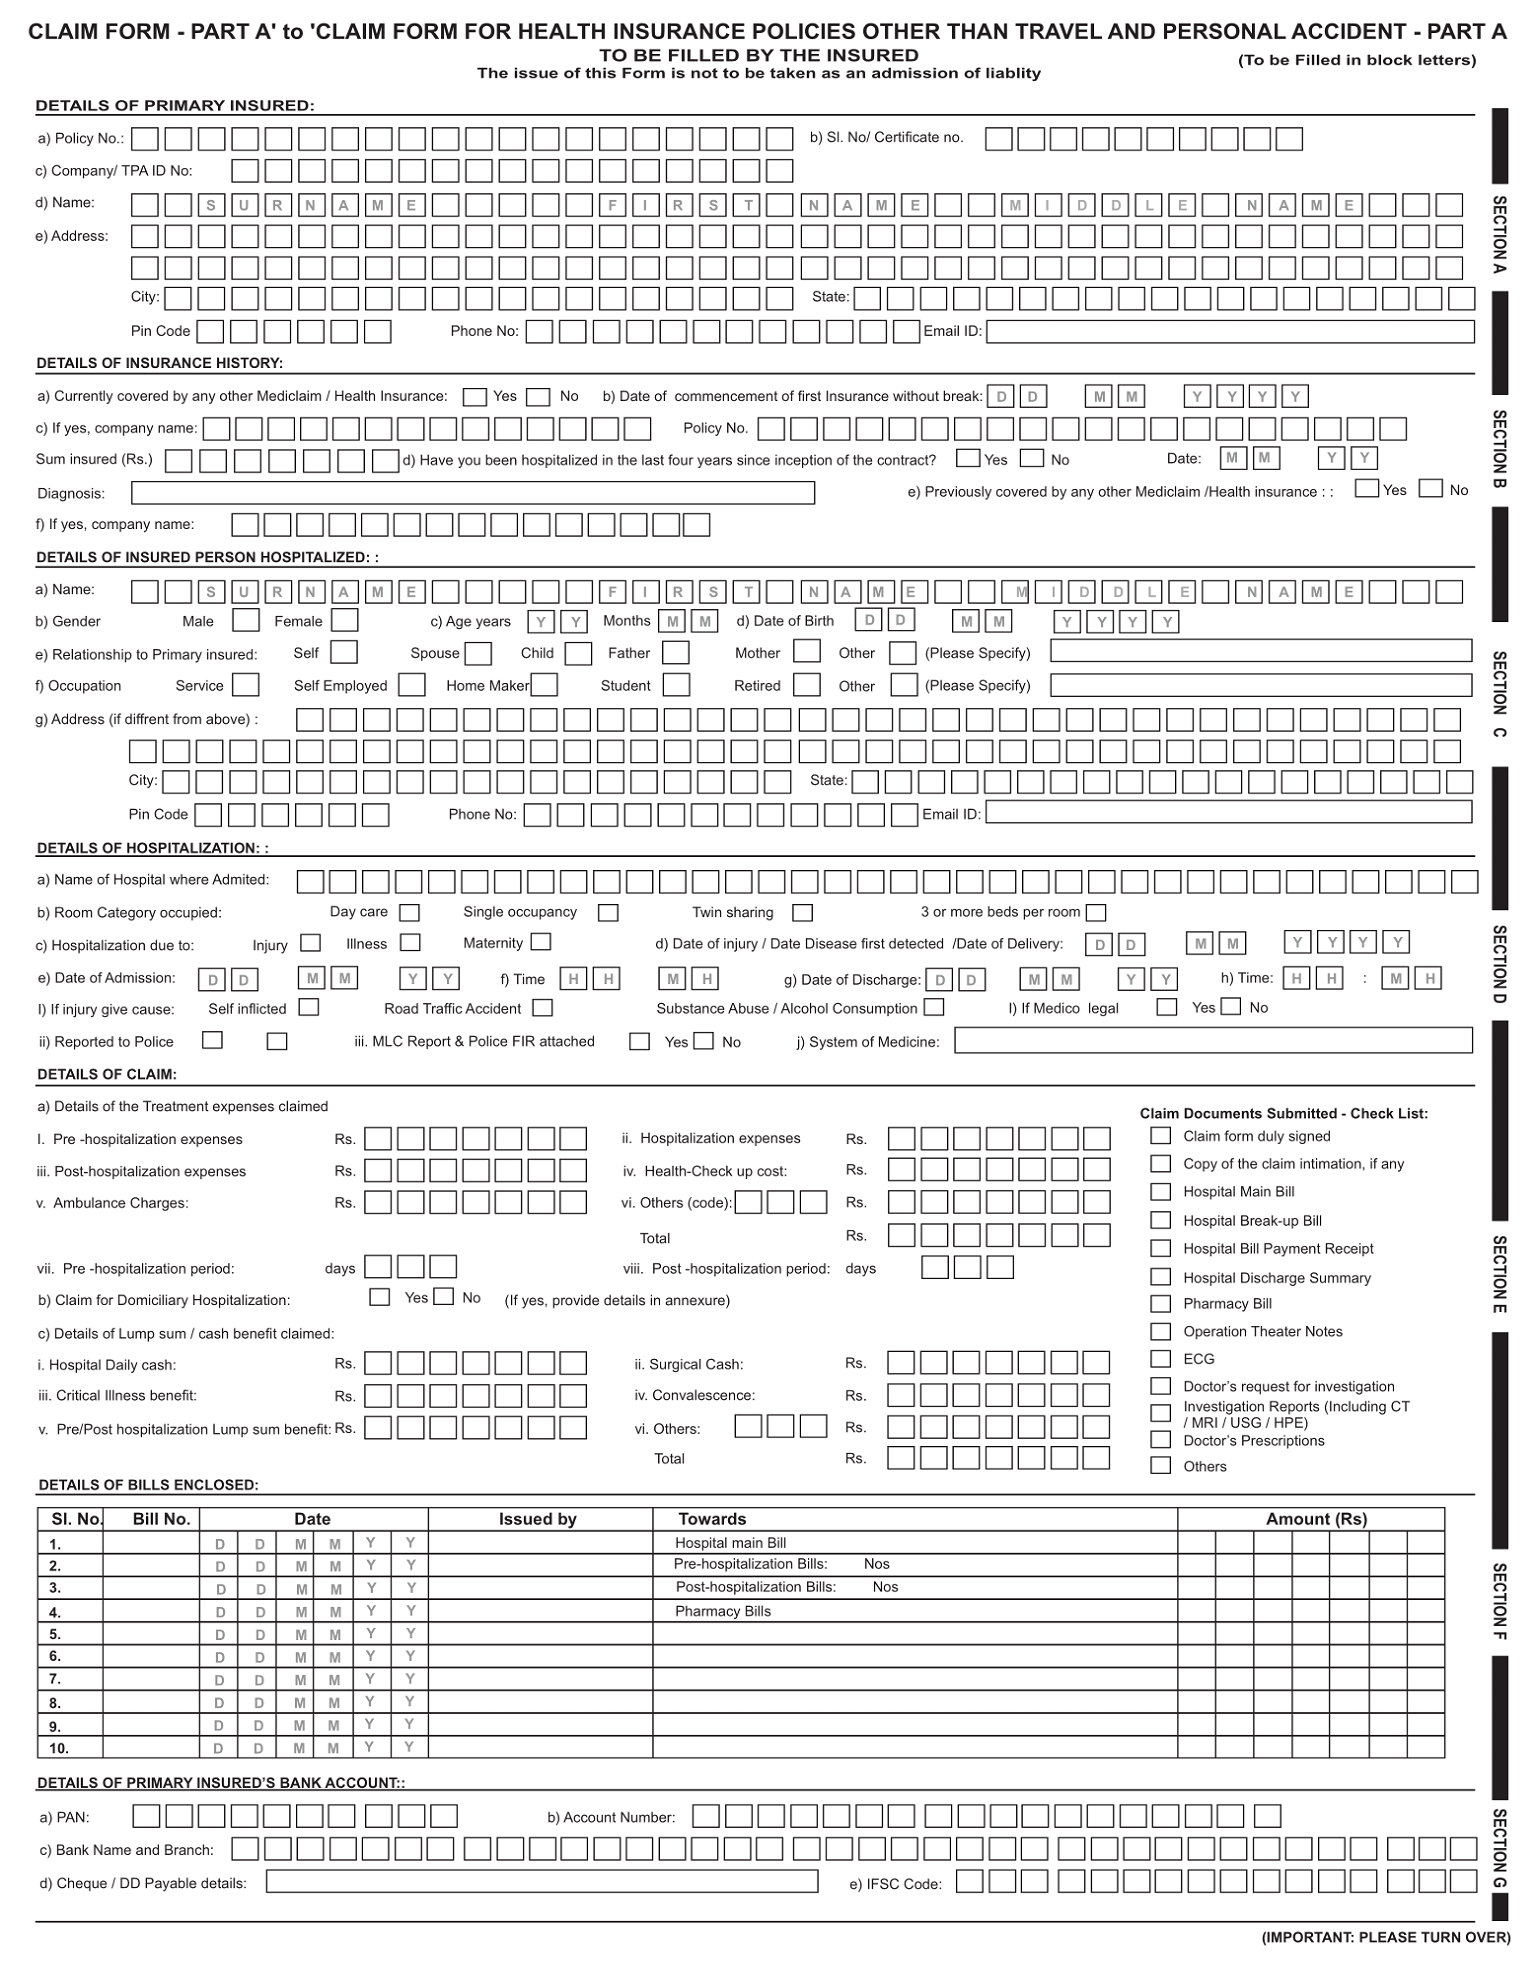 CLAIM FORM - PART A' to 'CLAIM FORM FOR HEALTH INSURANCE POLICIES OTHER THAN TRAVEL AND PERSONAL ACCIDENT - PART A
TO BE FILLED BY THE INSURED
(To be Filled in block letters)
The issue of this Form is not to be taken as an admission of liablity
DETAILS OF PRIMARY INSURED:
a) Policy No.: b) Sl. No/ Certificate no.
c) Company/ TPA ID No:
d) Name: S U R N A M E F I R S T N A M E M I D D L E N A M E
e) Address:
City: State:
Pin Code Phone No: Email ID:
SECTION A
DETAILS OF INSURANCE HISTORY:
a) Currently covered by any other Mediclaim / Health Insurance: Yes No b) Date of commencement of first Insurance without break: D D M M Y Y Y Y
c) If yes, company name: Policy No.
Sum insured (Rs.) d) Have you been hospitalized in the last four years since inception of the contract? Yes No Date: M M Y Y
Diagnosis: e) Previously covered by any other Mediclaim /Health insurance : : Yes No
f) If yes, company name:
SECTION B
DETAILS OF INSURED PERSON HOSPITALIZED: :
a) Name: S U R N A M E F I R S T N A M E M I D D L E N A M E
b) Gender Male Female c) Age years Y Y Months M M d) Date of Birth D D M M Y Y Y Y
e) Relationship to Primary insured: Self Spouse Child Father Mother Other (Please Specify)
f) Occupation Service Self Employed Home Maker Student Retired Other (Please Specify)
g) Address (if diffrent from above) :
City: State:
Pin Code Phone No: Email ID:
SECTION C
DETAILS OF HOSPITALIZATION: :
a) Name of Hospital where Admited:
b) Room Category occupied: Day care Single occupancy Twin sharing 3 or more beds per room
c) Hospitalization due to: Injury Illness Maternity d) Date of injury / Date Disease first detected /Date of Delivery: D D M M Y Y Y Y
e) Date of Admission: D D M M Y Y f) Time H H M H g) Date of Discharge: D D M M Y Y h) Time: H H : M H
I) If injury give cause: Self inflicted Road Traffic Accident Substance Abuse / Alcohol Consumption I) If Medico legal Yes No
ii) Reported to Police iii. MLC Report & Police FIR attached Yes No j) System of Medicine:
SECTION D
DETAILS OF CLAIM:
a) Details of the Treatment expenses claimed
I. Pre -hospitalization expenses Rs. ii. Hospitalization expenses Rs.
iii. Post-hospitalization expenses Rs. iv. Health-Check up cost: Rs.
v. Ambulance Charges: Rs. vi. Others (code): Rs.
Total Rs.
vii. Pre -hospitalization period: days viii. Post -hospitalization period: days
b) Claim for Domiciliary Hospitalization: Yes No (If yes, provide details in annexure)
c) Details of Lump sum / cash benefit claimed:
i. Hospital Daily cash: Rs. ii. Surgical Cash: Rs.
iii. Critical Illness benefit: Rs. iv. Convalescence: Rs.
v. Pre/Post hospitalization Lump sum benefit: Rs. vi. Others: Rs.
Total Rs.
Claim Documents Submitted - Check List:
Claim form duly signed
Copy of the claim intimation, if any
Hospital Main Bill
Hospital Break-up Bill
Hospital Bill Payment Receipt
Hospital Discharge Summary
Pharmacy Bill
Operation Theater Notes
ECG
Doctor's request for investigation
Investigation Reports (Including CT
/ MRI / USG / HPE)
Doctor's Prescriptions
Others
SECTION E
DETAILS OF BILLS ENCLOSED:
Sl. No. Bill No. Date Issued by Towards Amount (Rs)
1. D D M M Y Y Hospital main Bill
2. D D M M Y Y Pre-hospitalization Bills: Nos
3. D D M M Y Y Post-hospitalization Bills: Nos
4. D D M M Y Y Pharmacy Bills
5. D D M M Y Y
6. D D M M Y Y
7. D D M M Y Y
8. D D M M Y Y
9. D D M M Y Y
10. D D M M Y Y
SECTION F
DETAILS OF PRIMARY INSURED'S BANK ACCOUNT::
a) PAN: b) Account Number:
c) Bank Name and Branch:
d) Cheque / DD Payable details: e) IFSC Code:
SECTION G
(IMPORTANT: PLEASE TURN OVER)